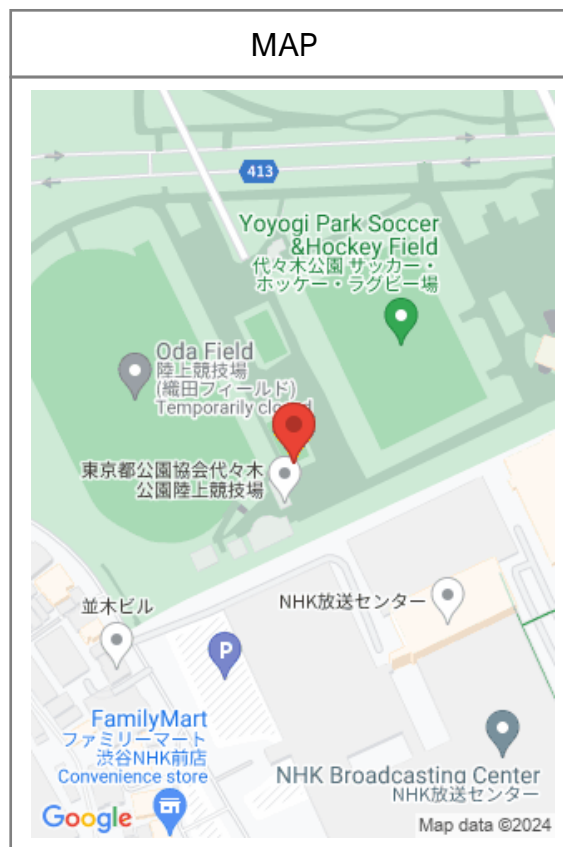 MAP
413
Yoyogi Park Soccer
&Hockey Field
代々木公園 サッカー・
ホッケー・ラグビー場
Oda Field
陸上競技場
(織田フィールド)
Temporarily closed
東京都公園協会代々木
公園陸上競技場
NHK放送センター
並木ビル
P
FamilyMart
ファミリーマート
渋谷NHK前店
Convenience store
NHK Broadcasting Center
NHK放送センター
Google
Map data ©2024